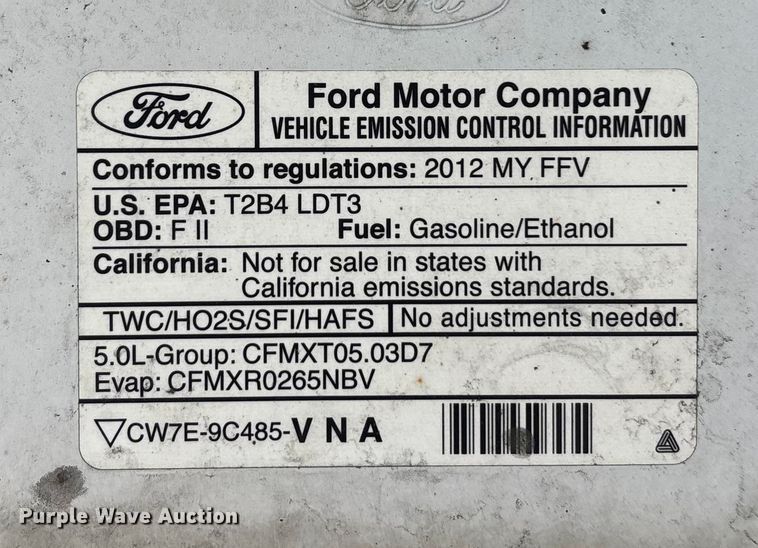 Ford
Ford
Ford Motor Company
VEHICLE EMISSION CONTROL INFORMATION
Conforms to regulations: 2012 MY FFV
U.S. EPA: T2B4 LDT3
OBD: F II Fuel: Gasoline/Ethanol
California: Not for sale in states with
California emissions standards.
TWC/HO2S/SFI/HAFS No adjustments needed.
5.0L-Group: CFMXT05.03D7
Evap: CFMXR0265NBV
CW7E-9C485-V N A
Purple Wave Auction